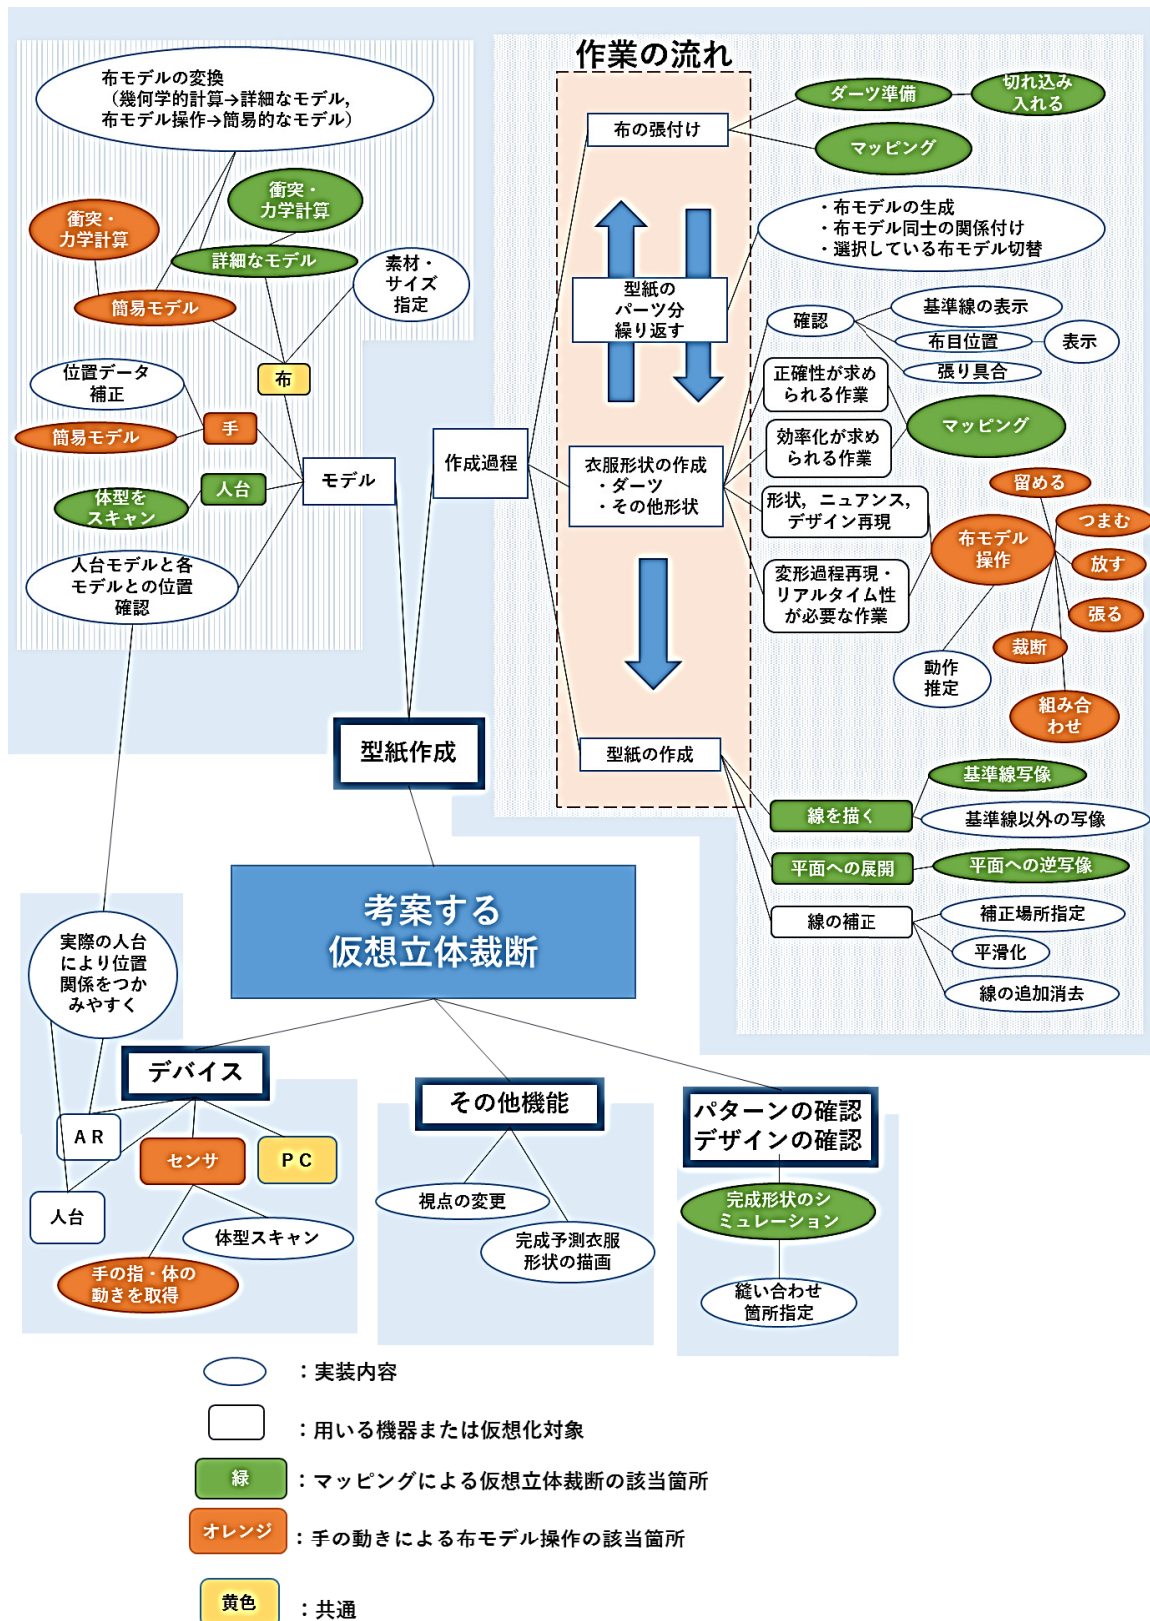 作業の流れ
布モデルの変換
（幾何学的計算→詳細なモデル，
布モデル操作→簡易的なモデル）
衝突・
力学計算
衝突・
力学計算
詳細なモデル
簡易モデル
素材・
サイズ
指定
布
位置データ
補正
簡易モデル
手
人台
体型を
スキャン
モデル
人台モデルと各
モデルとの位置
確認
作成過程
型紙作成
布の張付け
ダーツ準備
切れ込み
入れる
マッピング
型紙の
パーツ分
繰り返す
・布モデルの生成
・布モデル同士の関係付け
・選択している布モデル切替
衣服形状の作成
・ダーツ
・その他形状
確認
基準線の表示
布目位置
表示
張り具合
正確性が求め
られる作業
効率化が求め
られる作業
マッピング
形状，ニュアンス，
デザイン再現
変形過程再現・
リアルタイム性
が必要な作業
布モデル
操作
留める
つまむ
放す
張る
裁断
組み合
わせ
動作
推定
型紙の作成
線を描く
基準線写像
基準線以外の写像
平面への展開
平面への逆写像
線の補正
補正場所指定
平滑化
線の追加消去
考案する
仮想立体裁断
実際の人台
により位置
関係をつか
みやすく
デバイス
ＡＲ
センサ
ＰＣ
人台
体型スキャン
手の指・体の
動きを取得
その他機能
視点の変更
完成予測衣服
形状の描画
パターンの確認
デザインの確認
完成形状のシ
ミュレーション
縫い合わせ
箇所指定
：実装内容
：用いる機器または仮想化対象
緑
：マッピングによる仮想立体裁断の該当箇所
オレンジ
：手の動きによる布モデル操作の該当箇所
黄色
：共通